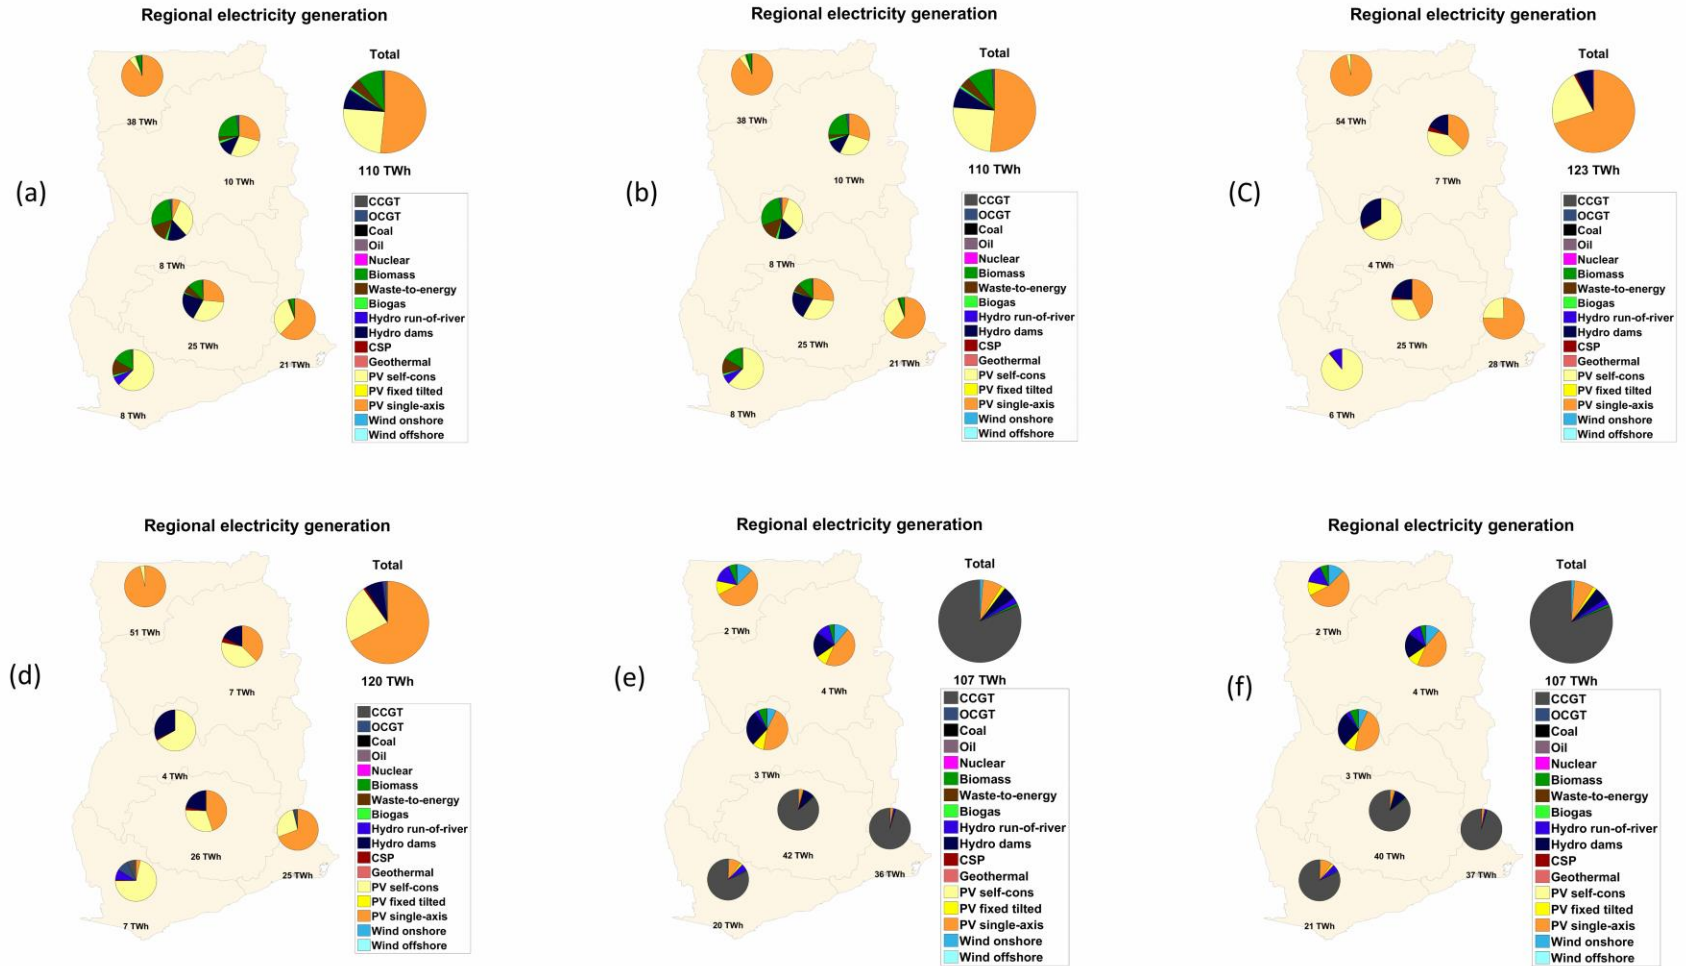 Regional electricity generation
Total
38 TWh
110 TWh
10 TWh
(a)
CCGT
OCGT
Coal
Oil
Nuclear
Biomass
Waste-to-energy
Biogas
Hydro run-of-river
Hydro dams
CSP
Geothermal
PV self-cons
PV fixed tilted
PV single-axis
Wind onshore
Wind offshore
8 TWh
25 TWh
21 TWh
8 TWh
Regional electricity generation
Total
38 TWh
110 TWh
10 TWh
(b)
CCGT
OCGT
Coal
Oil
Nuclear
Biomass
Waste-to-energy
Biogas
Hydro run-of-river
Hydro dams
CSP
Geothermal
PV self-cons
PV fixed tilted
PV single-axis
Wind onshore
Wind offshore
8 TWh
25 TWh
21 TWh
8 TWh
Regional electricity generation
Total
54 TWh
123 TWh
7 TWh
(C)
CCGT
OCGT
Coal
Oil
Nuclear
Biomass
Waste-to-energy
Biogas
Hydro run-of-river
Hydro dams
CSP
Geothermal
PV self-cons
PV fixed tilted
PV single-axis
Wind onshore
Wind offshore
4 TWh
25 TWh
28 TWh
6 TWh
Regional electricity generation
Total
51 TWh
120 TWh
7 TWh
(d)
CCGT
OCGT
Coal
Oil
Nuclear
Biomass
Waste-to-energy
Biogas
Hydro run-of-river
Hydro dams
CSP
Geothermal
PV self-cons
PV fixed tilted
PV single-axis
Wind onshore
Wind offshore
4 TWh
26 TWh
25 TWh
7 TWh
Regional electricity generation
Total
2 TWh
107 TWh
4 TWh
(e)
CCGT
OCGT
Coal
Oil
Nuclear
Biomass
Waste-to-energy
Biogas
Hydro run-of-river
Hydro dams
CSP
Geothermal
PV self-cons
PV fixed tilted
PV single-axis
Wind onshore
Wind offshore
3 TWh
42 TWh
36 TWh
20 TWh
Regional electricity generation
Total
2 TWh
107 TWh
4 TWh
(f)
CCGT
OCGT
Coal
Oil
Nuclear
Biomass
Waste-to-energy
Biogas
Hydro run-of-river
Hydro dams
CSP
Geothermal
PV self-cons
PV fixed tilted
PV single-axis
Wind onshore
Wind offshore
3 TWh
40 TWh
37 TWh
21 TWh